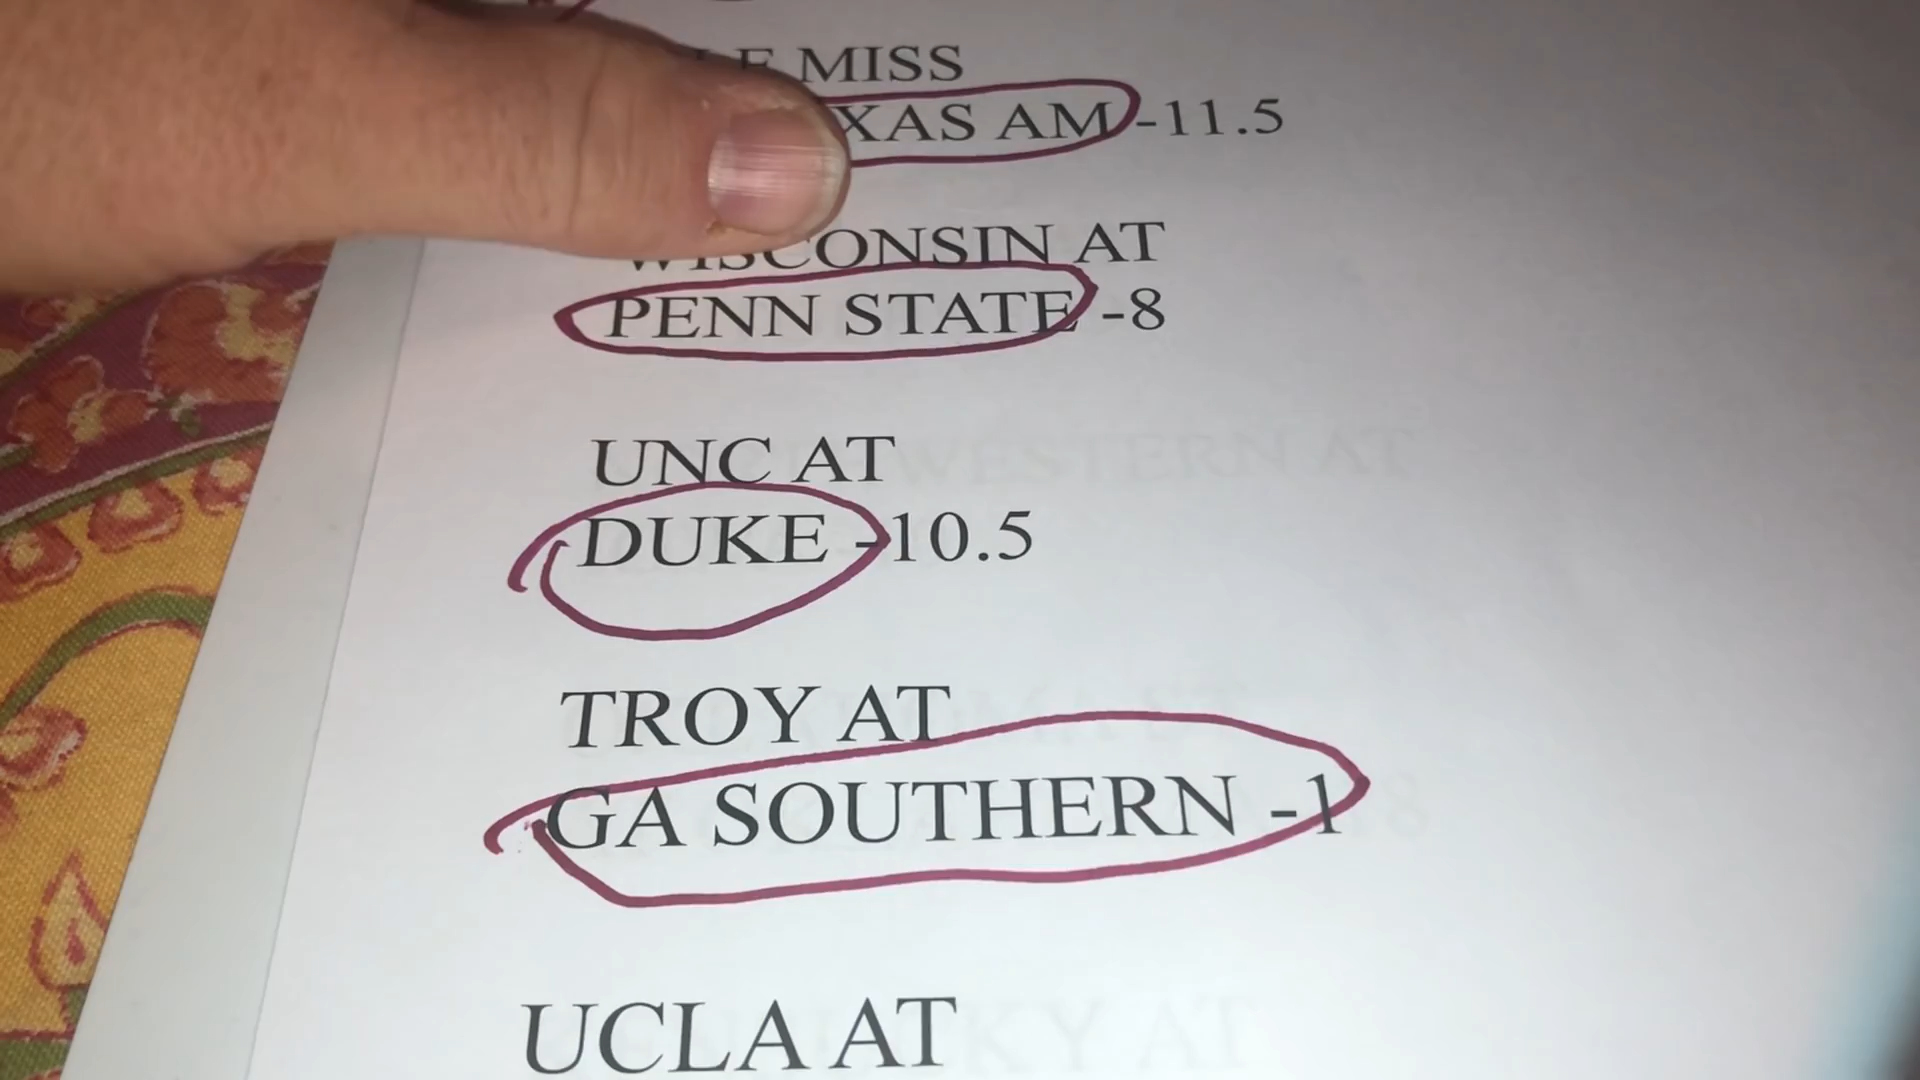 MISS
XAS AM -11.5
WISCONSIN AT
PENN STATE -8
UNC AT
DUKE -10.5
TROY AT
GA SOUTHERN -1
UCLA AT